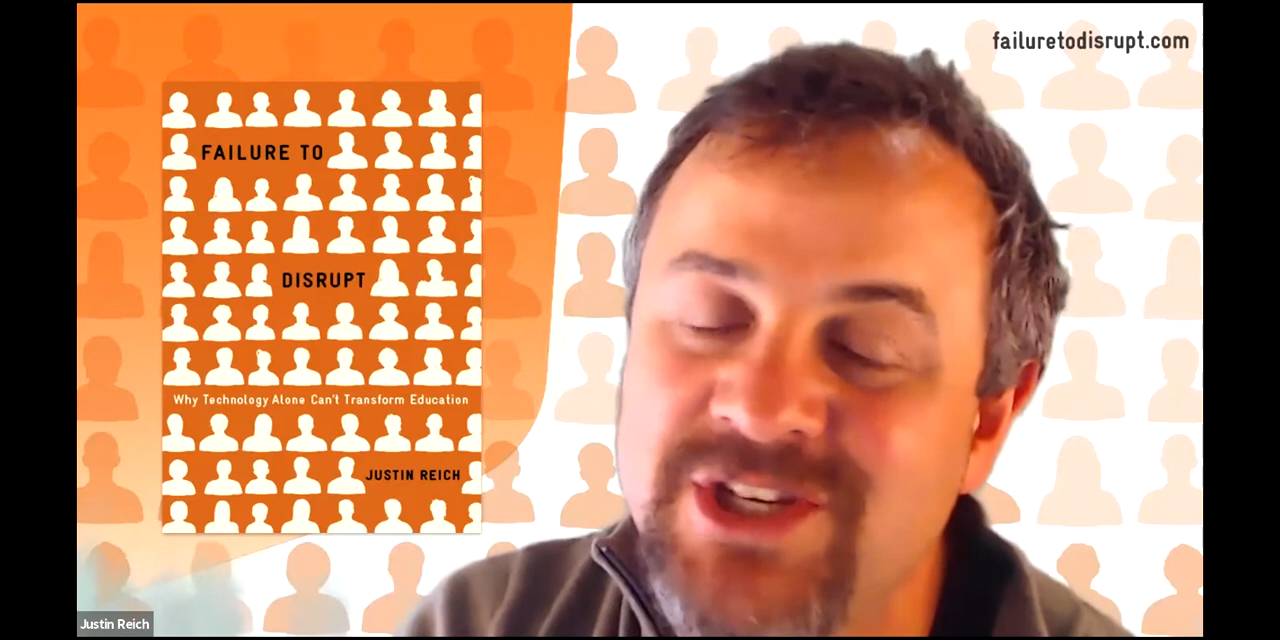 failuretodisrupt.com
FAILURE TO
DISRUPT
Why Technology Alone Can't Transform Education
JUSTIN REICH
Justin Reich